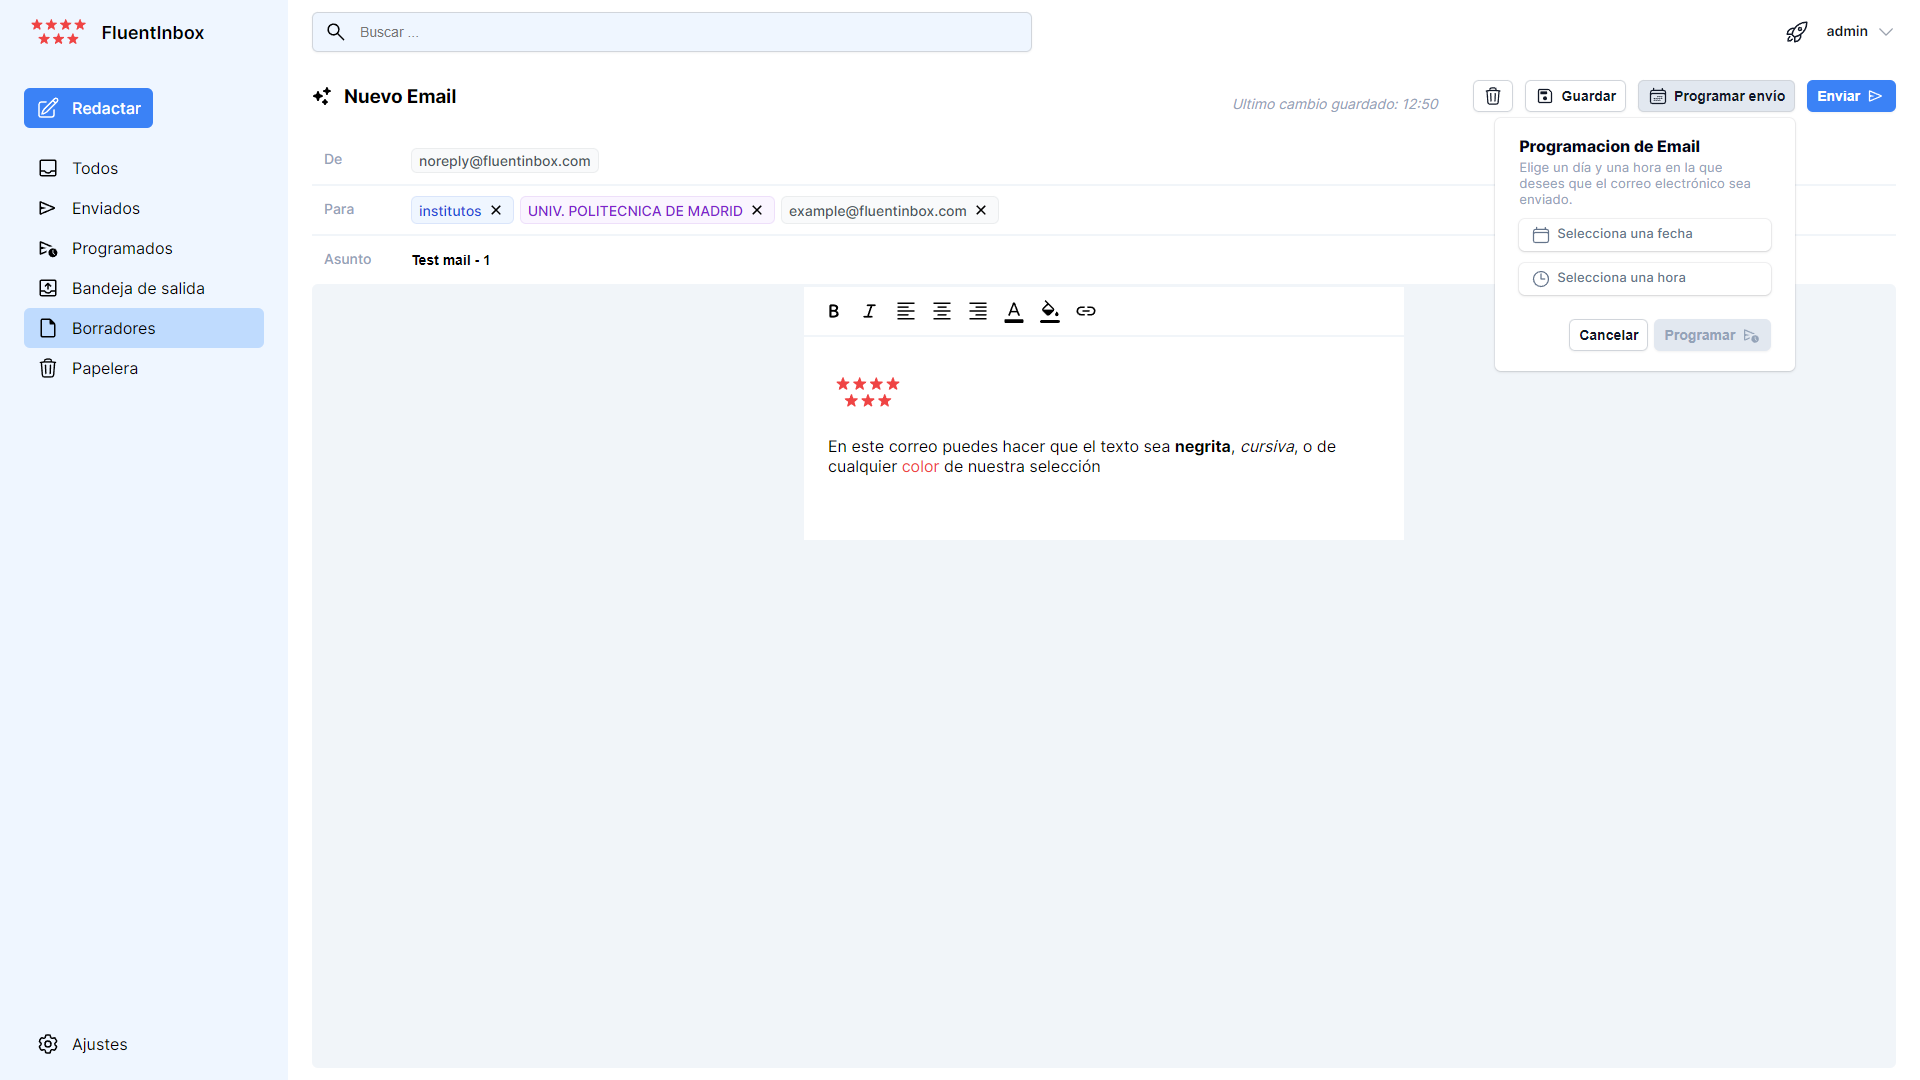 FluentInbox
Buscar ...
admin
Redactar
Todos
Enviados
Programados
Bandeja de salida
Borradores
Papelera
Ajustes
Nuevo Email
Ultimo cambio guardado: 12:50
Guardar
Programar envío
Enviar
De
noreply@fluentinbox.com
Para
institutos
UNIV. POLITECNICA DE MADRID
example@fluentinbox.com
Asunto
Test mail - 1
Programacion de Email
Elige un día y una hora en la que
desees que el correo electrónico sea
enviado.
Selecciona una fecha
Selecciona una hora
Cancelar
Programar
En este correo puedes hacer que el texto sea negrita, cursiva, o de
cualquier color de nuestra selección